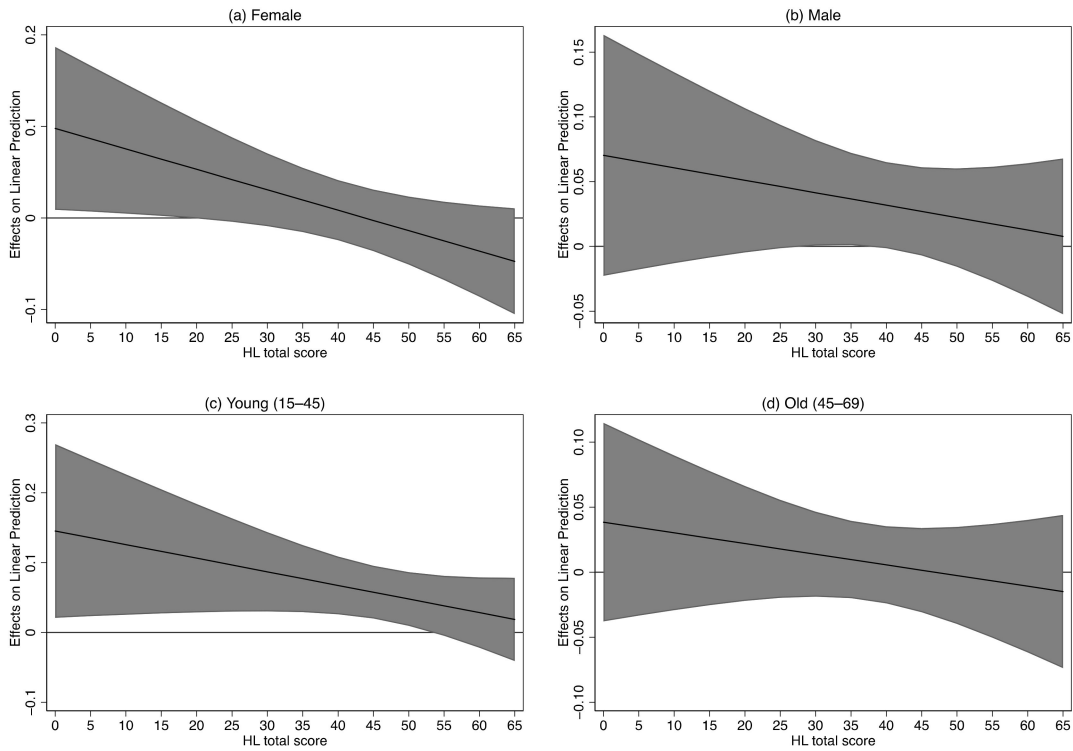 (a) Female
Effects on Linear Prediction
0.2
0.1
0
−0.1
0 5 10 15 20 25 30 35 40 45 50 55 60 65
HL total score
(b) Male
Effects on Linear Prediction
0.15
0.10
0.05
0
−0.05
0 5 10 15 20 25 30 35 40 45 50 55 60 65
HL total score
(c) Young (15–45)
Effects on Linear Prediction
0.3
0.2
0.1
0
−0.1
0 5 10 15 20 25 30 35 40 45 50 55 60 65
HL total score
(d) Old (45–69)
Effects on Linear Prediction
0.10
0.05
0
−0.05
−0.10
0 5 10 15 20 25 30 35 40 45 50 55 60 65
HL total score